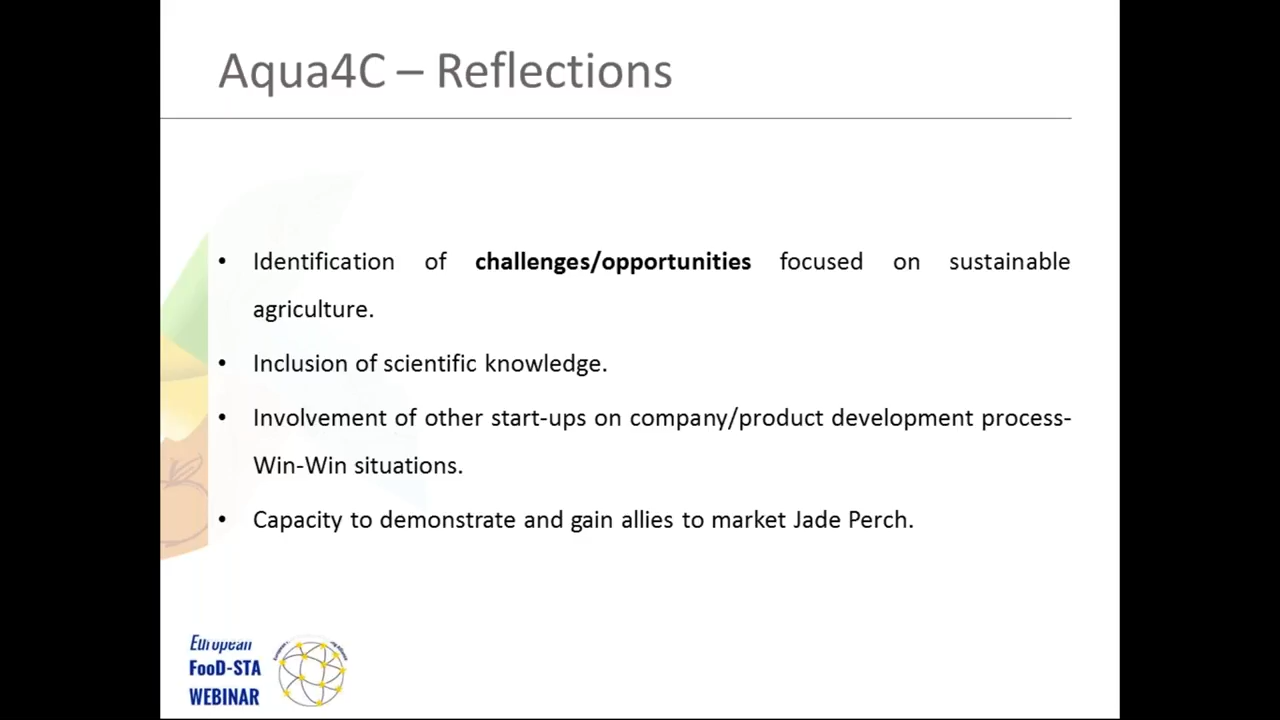 Aqua4C – Reflections
• Identification of challenges/opportunities focused on sustainable
agriculture.
• Inclusion of scientific knowledge.
• Involvement of other start-ups on company/product development process-
Win-Win situations.
• Capacity to demonstrate and gain allies to market Jade Perch.
European
FooD-STA
WEBINAR